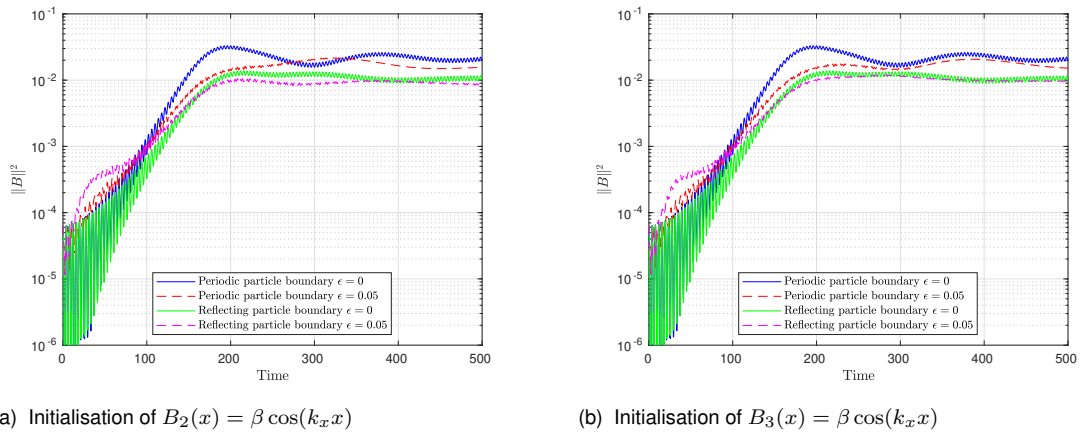 10^{-1}
10^{-2}
10^{-3}
10^{-4}
10^{-5}
10^{-6}
||B||^2
0 100 200 300 400 500
Time
Periodic particle boundary ϵ = 0
Periodic particle boundary ϵ = 0.05
Reflecting particle boundary ϵ = 0
Reflecting particle boundary ϵ = 0.05
a) Initialisation of B_2(x) = β cos(k_x x)
10^{-1}
10^{-2}
10^{-3}
10^{-4}
10^{-5}
10^{-6}
||B||^2
0 100 200 300 400 500
Time
Periodic particle boundary ϵ = 0
Periodic particle boundary ϵ = 0.05
Reflecting particle boundary ϵ = 0
Reflecting particle boundary ϵ = 0.05
(b) Initialisation of B_3(x) = β cos(k_x x)